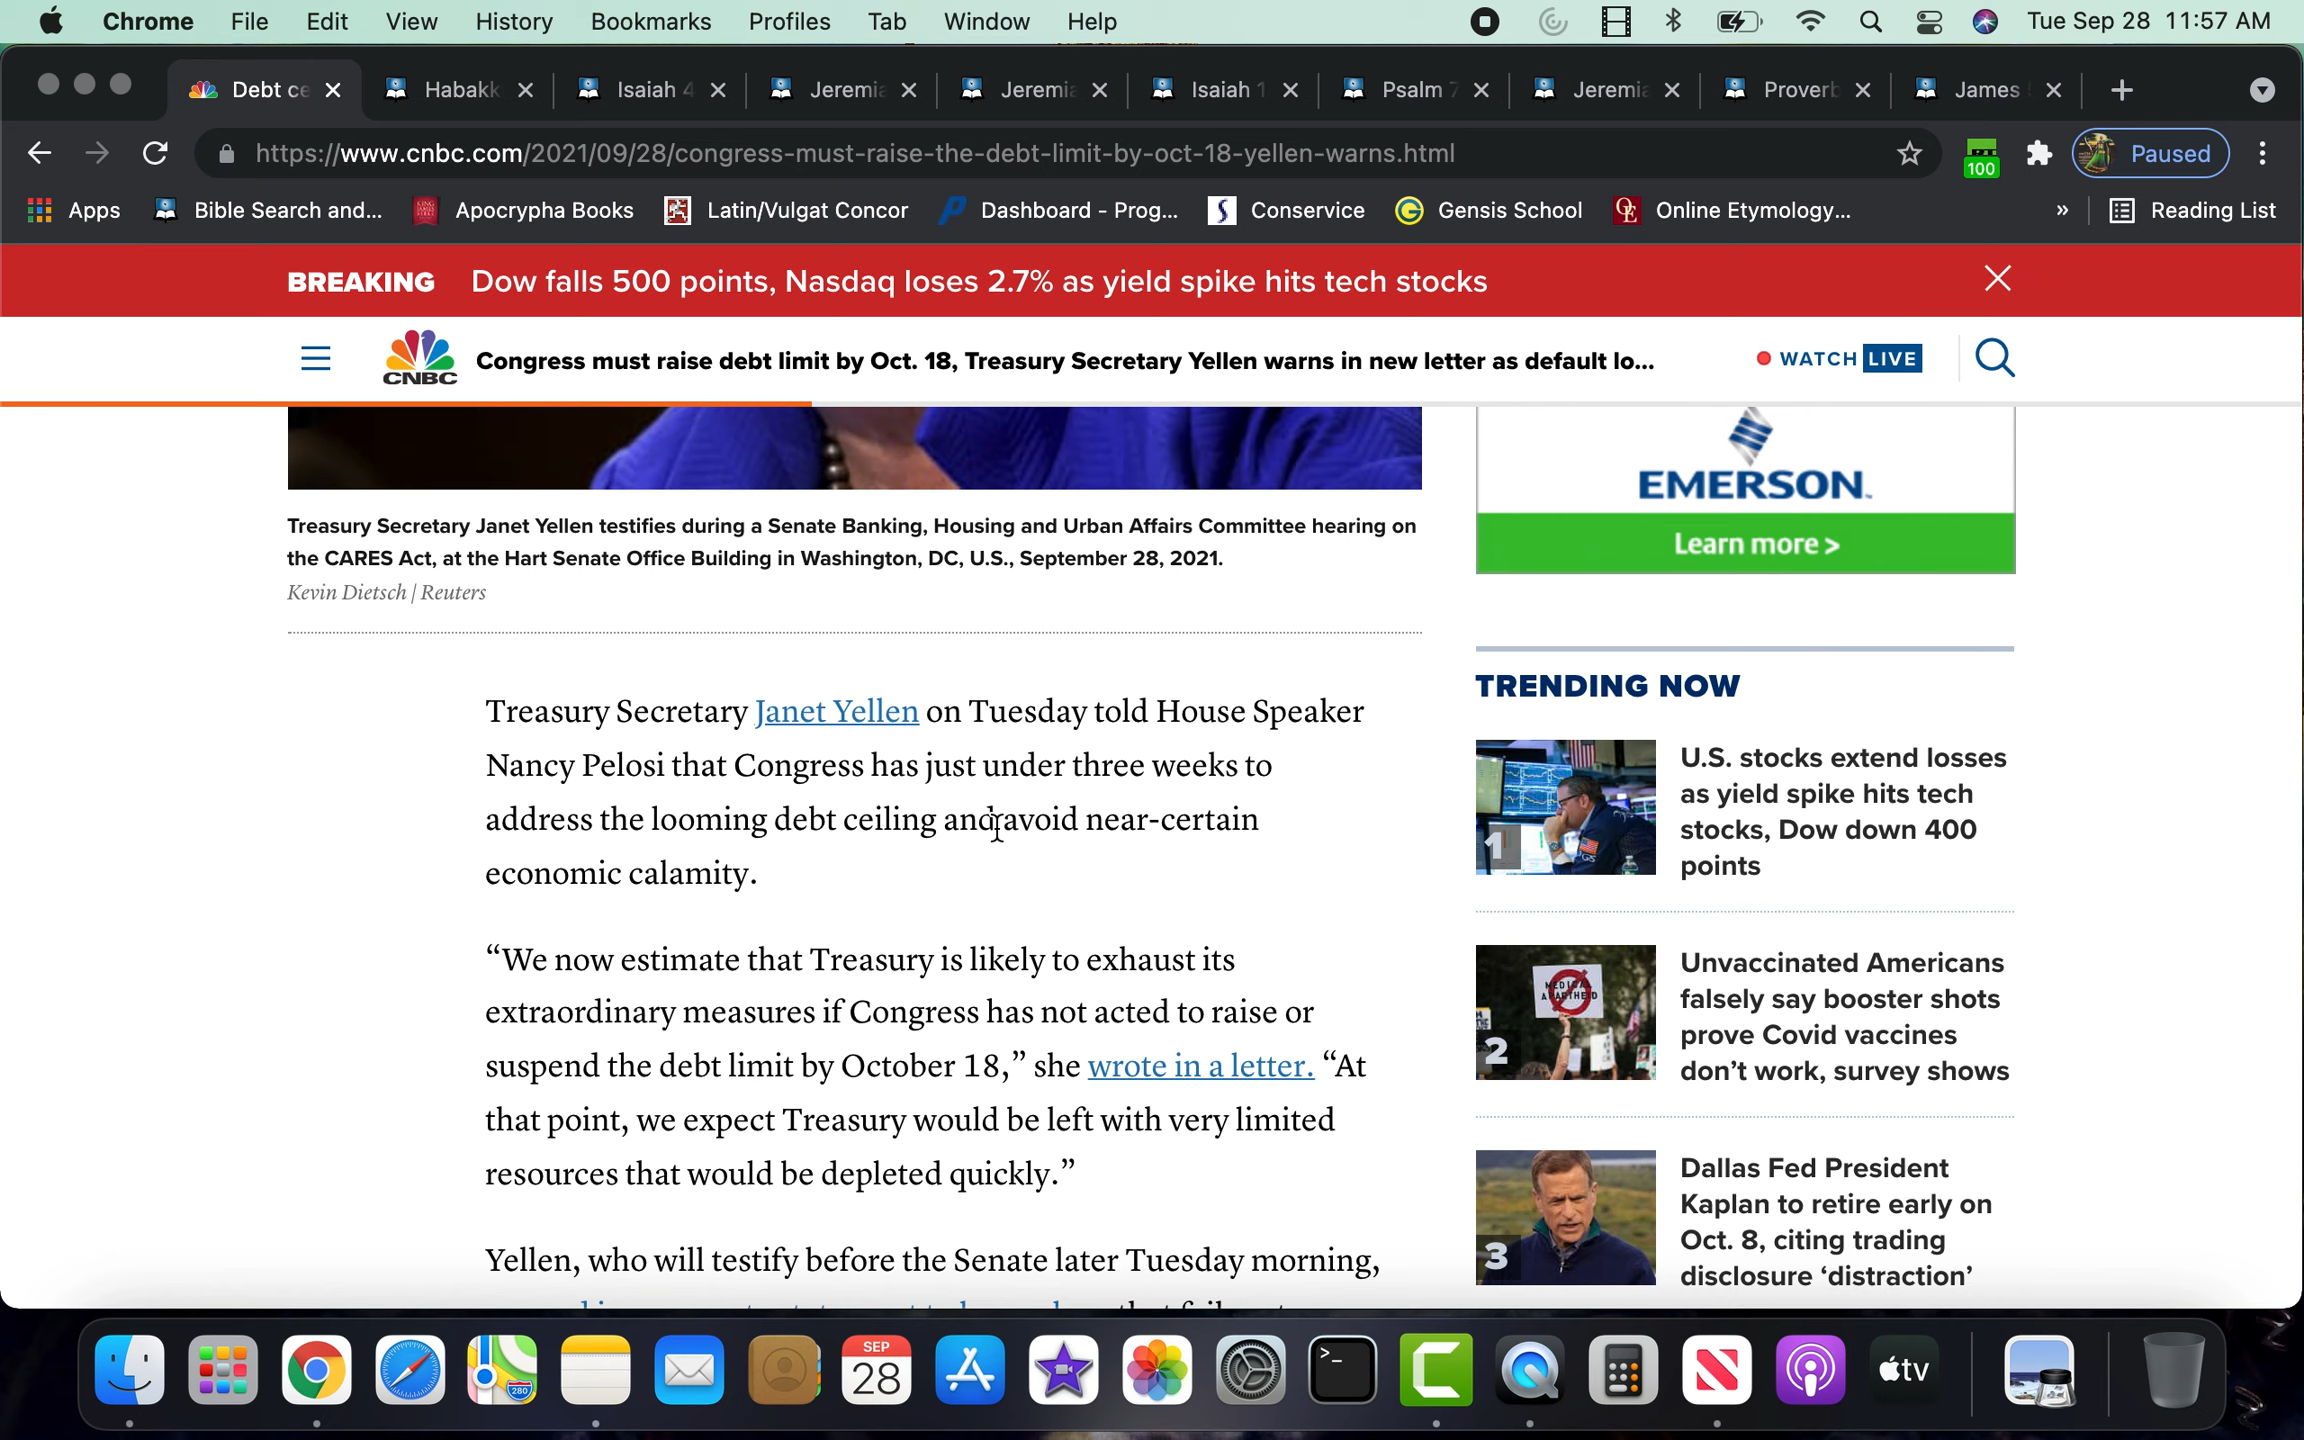 Chrome File Edit View History Bookmarks Profiles Tab Window Help Tue Sep 28 11:57 AM
Debt ce Habakk Isaiah 4 Jeremia Jeremia Isaiah 1 Psalm 7 Jeremia Proverb James
https://www.cnbc.com/2021/09/28/congress-must-raise-the-debt-limit-by-oct-18-yellen-warns.html 100 Paused
Apps Bible Search and... Apocrypha Books Latin/Vulgat Concor Dashboard - Prog... Conservice Gensis School Online Etymology... » Reading List
BREAKING Dow falls 500 points, Nasdaq loses 2.7% as yield spike hits tech stocks
CNBC Congress must raise debt limit by Oct. 18, Treasury Secretary Yellen warns in new letter as default lo... WATCH LIVE
Treasury Secretary Janet Yellen testifies during a Senate Banking, Housing and Urban Affairs Committee hearing on
the CARES Act, at the Hart Senate Office Building in Washington, DC, U.S., September 28, 2021.
Kevin Dietsch | Reuters
Treasury Secretary Janet Yellen on Tuesday told House Speaker
Nancy Pelosi that Congress has just under three weeks to
address the looming debt ceiling and avoid near-certain
economic calamity.
“We now estimate that Treasury is likely to exhaust its
extraordinary measures if Congress has not acted to raise or
suspend the debt limit by October 18,” she wrote in a letter. “At
that point, we expect Treasury would be left with very limited
resources that would be depleted quickly.”
Yellen, who will testify before the Senate later Tuesday morning,
EMERSON™
Learn more >
TRENDING NOW
1
U.S. stocks extend losses
as yield spike hits tech
stocks, Dow down 400
points
MEDICAL
APARTHEID
2
Unvaccinated Americans
falsely say booster shots
prove Covid vaccines
don’t work, survey shows
3
Dallas Fed President
Kaplan to retire early on
Oct. 8, citing trading
disclosure ‘distraction’
280
SEP
28
tv